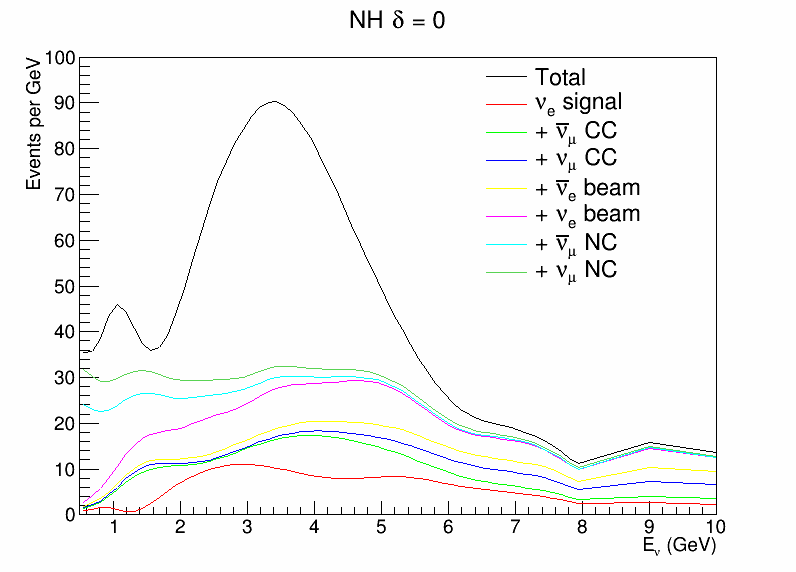 NH δ = 0
Events per GeV
100
90
80
70
60
50
40
30
20
10
0
Total
νe signal
+ ν̅μ CC
+ νμ CC
+ ν̅e beam
+ νe beam
+ ν̅μ NC
+ νμ NC
1 2 3 4 5 6 7 8 9 10
Eν (GeV)